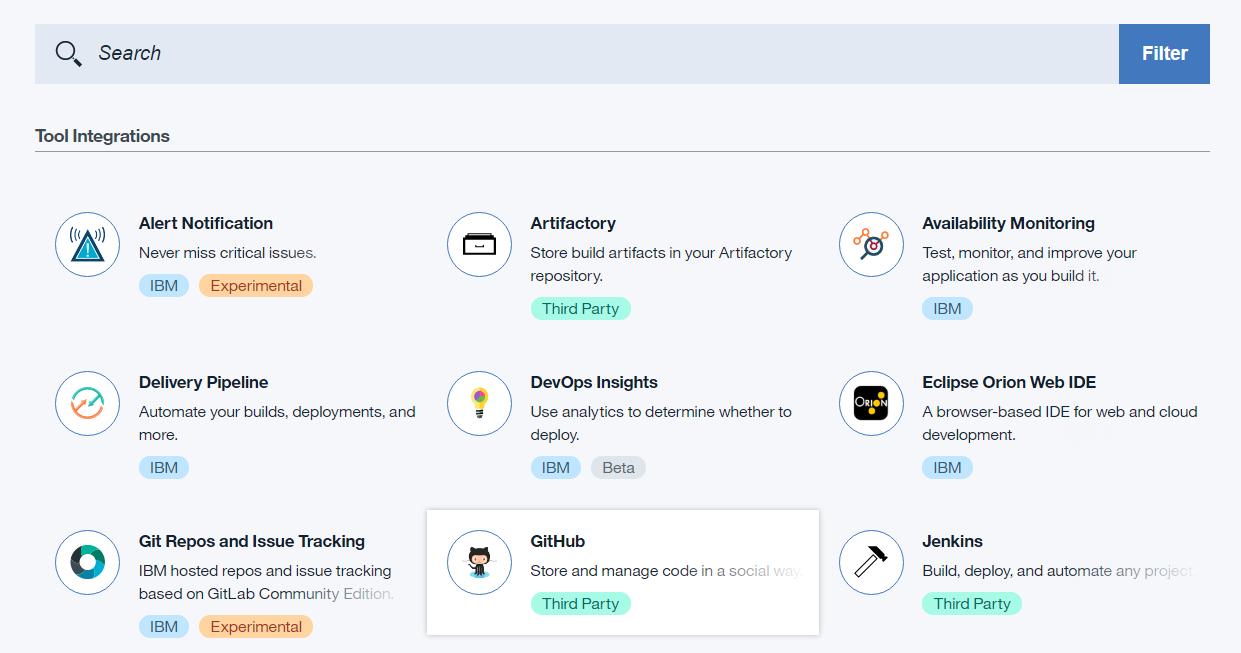 Search
Filter
Tool Integrations
Alert Notification
Never miss critical issues.
IBM Experimental
Artifactory
Store build artifacts in your Artifactory
repository.
Third Party
Availability Monitoring
Test, monitor, and improve your
application as you build it.
IBM
Delivery Pipeline
Automate your builds, deployments, and
more.
IBM
DevOps Insights
Use analytics to determine whether to
deploy.
IBM Beta
ORION
Eclipse Orion Web IDE
A browser-based IDE for web and cloud
development.
IBM
Git Repos and Issue Tracking
IBM hosted repos and issue tracking
based on GitLab Community Edition.
IBM Experimental
GitHub
Store and manage code in a social way.
Third Party
Jenkins
Build, deploy, and automate any project.
Third Party